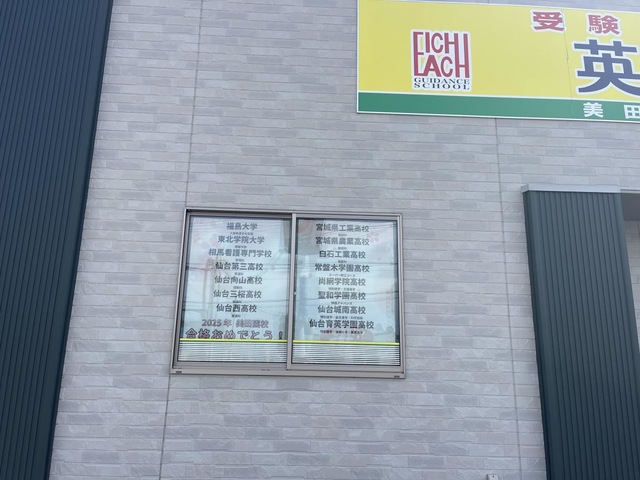 受験
EICH
EACH
GUIDANCE
SCHOOL
英
美田
福島大学
東北学院大学
相馬看護専門学校
仙台第三高校
仙台向山高校
仙台三桜高校
仙台西高校
2025年 美田園校
合格おめでとう!
宮城県工業高校
宮城県農業高校
白石工業高校
常盤木学園高校
尚絅学院高校
聖和学園高校
仙台城南高校
仙台育英学園高校